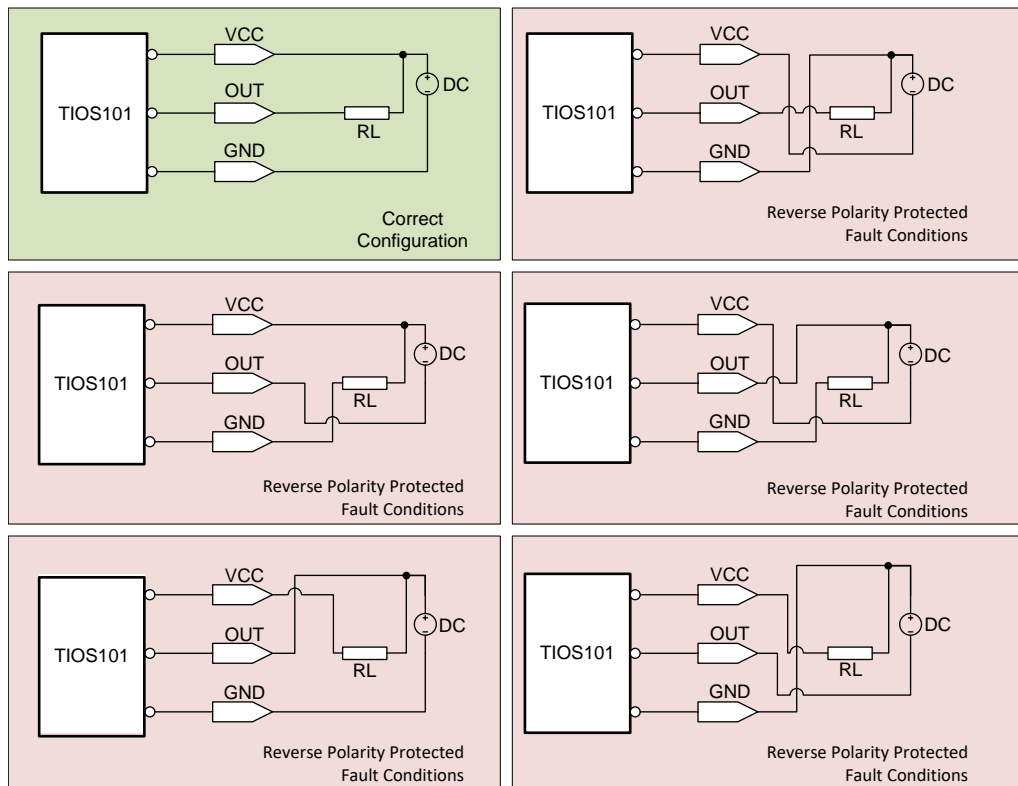 VCC
TIOS101
OUT
GND
RL
+
-
DC
Correct
Configuration
VCC
TIOS101
OUT
GND
RL
+
-
DC
Reverse Polarity Protected
Fault Conditions
VCC
TIOS101
OUT
GND
RL
+
-
DC
Reverse Polarity Protected
Fault Conditions
VCC
TIOS101
OUT
GND
RL
+
-
DC
Reverse Polarity Protected
Fault Conditions
VCC
TIOS101
OUT
GND
RL
+
-
DC
Reverse Polarity Protected
Fault Conditions
VCC
TIOS101
OUT
GND
RL
+
-
DC
Reverse Polarity Protected
Fault Conditions